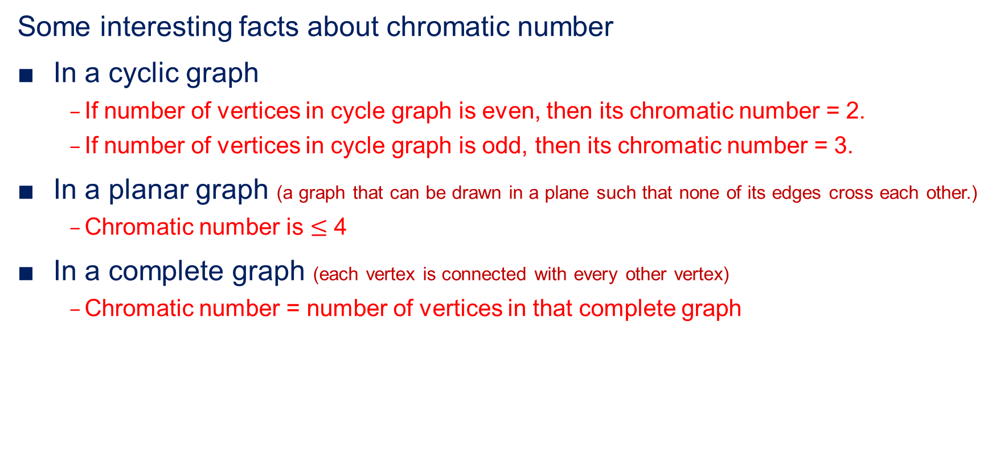 Some interesting facts about chromatic number
■ In a cyclic graph
– If number of vertices in cycle graph is even, then its chromatic number = 2.
– If number of vertices in cycle graph is odd, then its chromatic number = 3.
■ In a planar graph (a graph that can be drawn in a plane such that none of its edges cross each other.)
– Chromatic number is ≤ 4
■ In a complete graph (each vertex is connected with every other vertex)
– Chromatic number = number of vertices in that complete graph